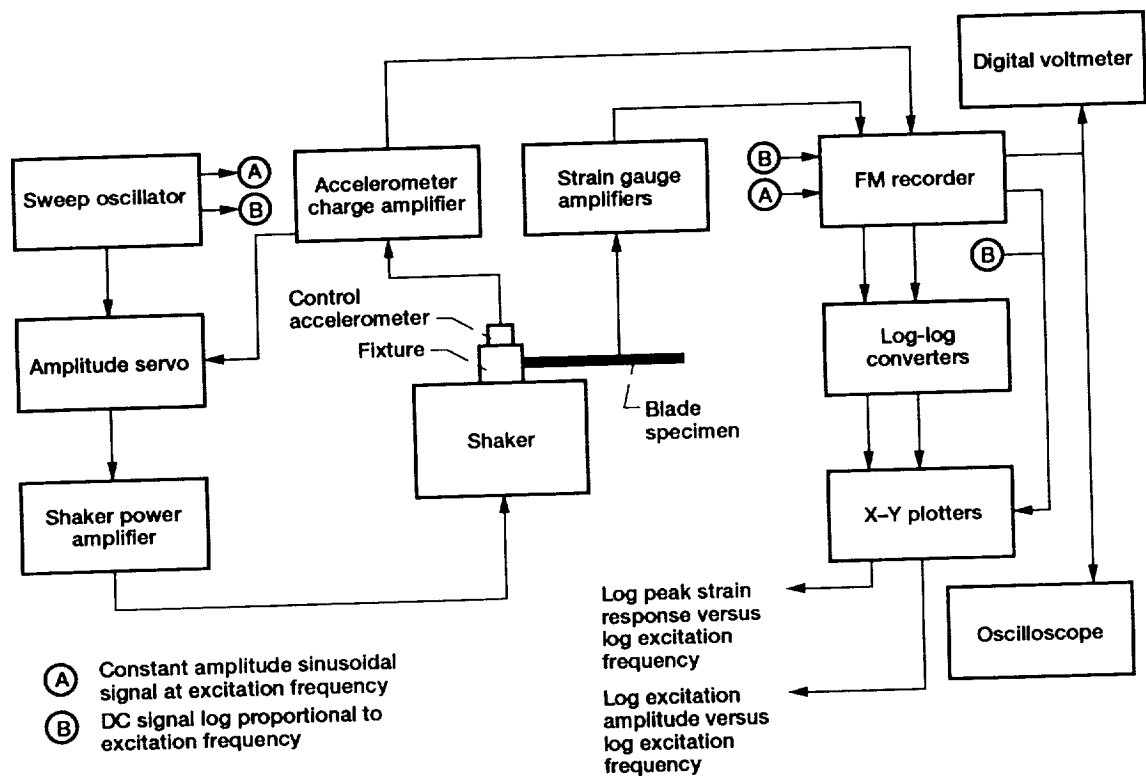 Digital voltmeter
Sweep oscillator
A
B
Accelerometer
charge amplifier
Strain gauge
amplifiers
B
A
FM recorder
B
Control
accelerometer
Fixture
Amplitude servo
Log-log
converters
Shaker
Blade
specimen
Shaker power
amplifier
X–Y plotters
Log peak strain
response versus
log excitation
frequency
Oscilloscope
A Constant amplitude sinusoidal
signal at excitation frequency
B DC signal log proportional to
excitation frequency
Log excitation
amplitude versus
log excitation
frequency